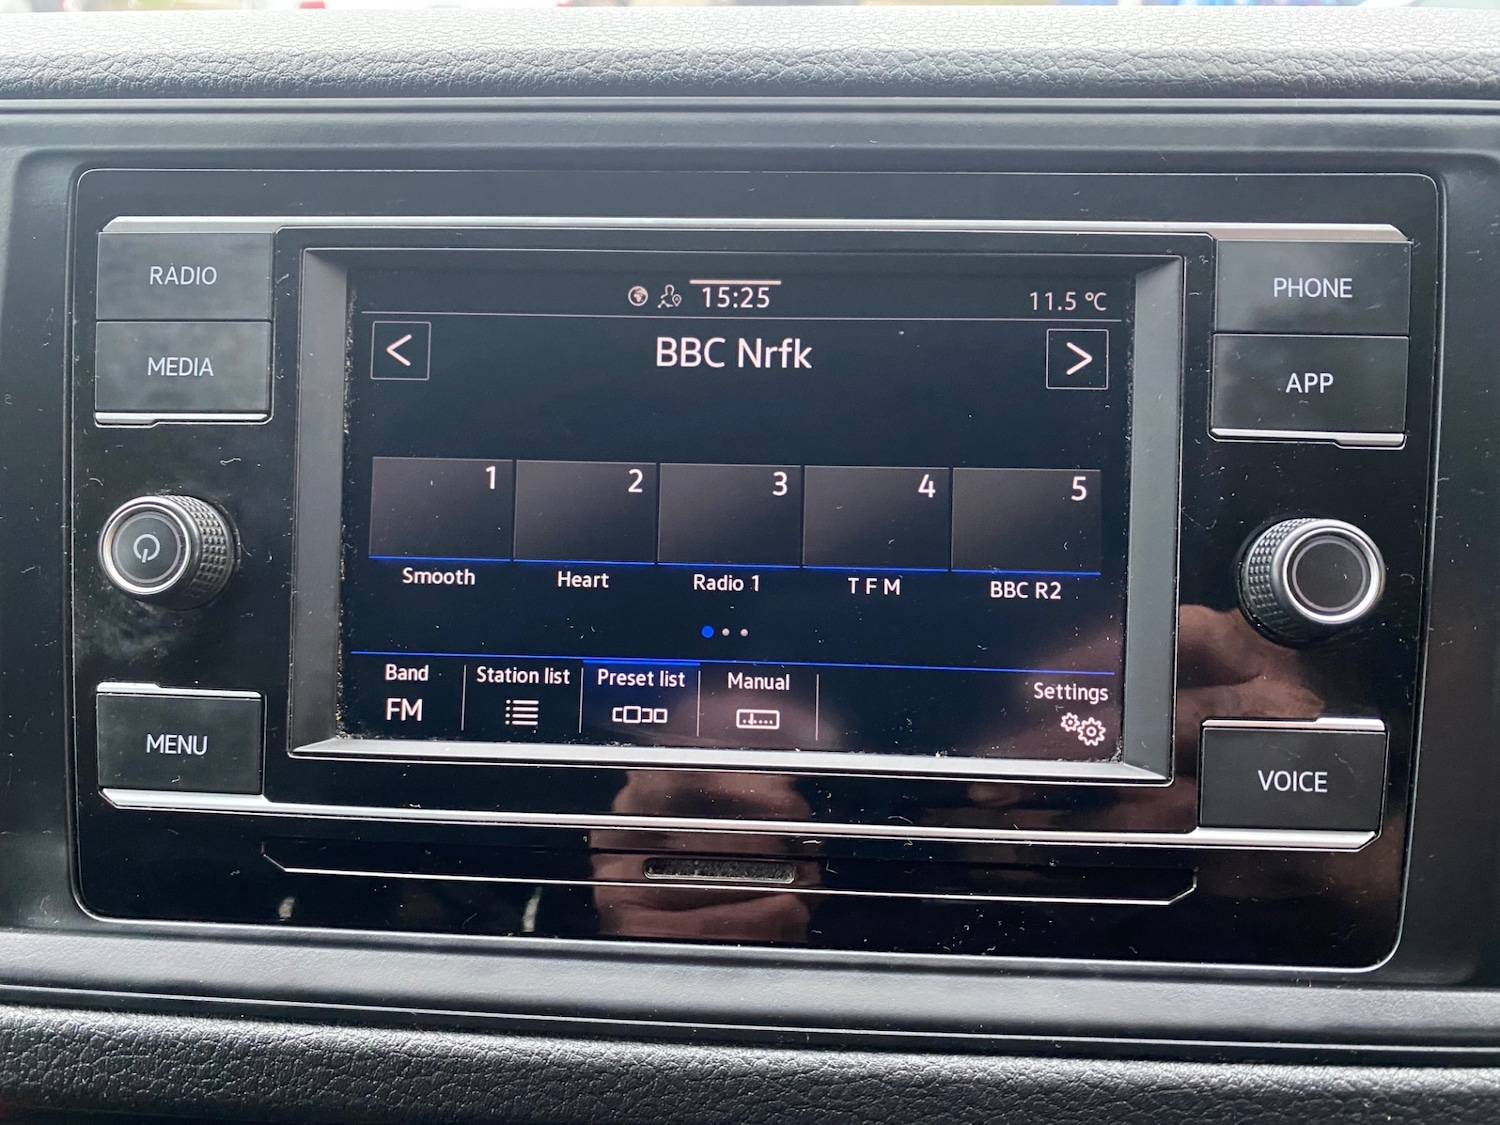 15:25 11.5 °C
RADIO
PHONE
< BBC Nrfk >
MEDIA
APP
1 2 3 4 5
Smooth Heart Radio 1 T F M BBC R2
Band Station list Preset list Manual Settings
FM
MENU
VOICE